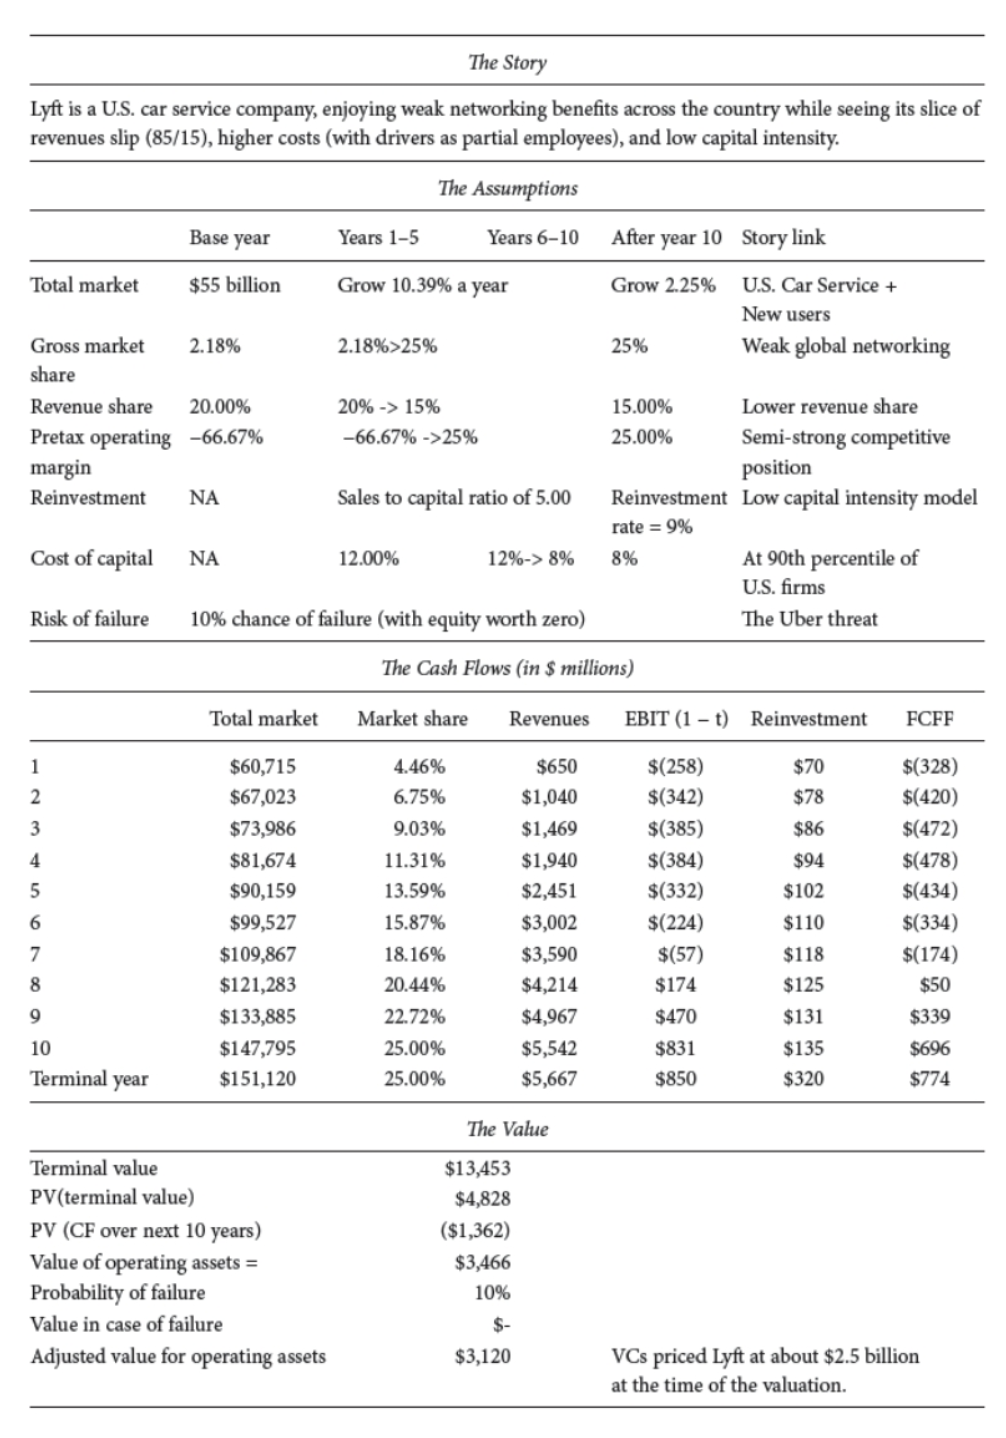 The Story
Lyft is a U.S. car service company, enjoying weak networking benefits across the country while seeing its slice of
revenues slip (85/15), higher costs (with drivers as partial employees), and low capital intensity.
The Assumptions
Base year Years 1–5 Years 6–10 After year 10 Story link
Total market $55 billion Grow 10.39% a year Grow 2.25% U.S. Car Service +
New users
Gross market 2.18% 2.18%>25% 25% Weak global networking
share
Revenue share 20.00% 20% -> 15% 15.00% Lower revenue share
Pretax operating –66.67% –66.67% ->25% 25.00% Semi-strong competitive
margin position
Reinvestment NA Sales to capital ratio of 5.00 Reinvestment Low capital intensity model
rate = 9%
Cost of capital NA 12.00% 12%-> 8% 8% At 90th percentile of
U.S. firms
Risk of failure 10% chance of failure (with equity worth zero) The Uber threat
The Cash Flows (in $ millions)
Total market Market share Revenues EBIT (1 – t) Reinvestment FCFF
1 $60,715 4.46% $650 $(258) $70 $(328)
2 $67,023 6.75% $1,040 $(342) $78 $(420)
3 $73,986 9.03% $1,469 $(385) $86 $(472)
4 $81,674 11.31% $1,940 $(384) $94 $(478)
5 $90,159 13.59% $2,451 $(332) $102 $(434)
6 $99,527 15.87% $3,002 $(224) $110 $(334)
7 $109,867 18.16% $3,590 $(57) $118 $(174)
8 $121,283 20.44% $4,214 $174 $125 $50
9 $133,885 22.72% $4,967 $470 $131 $339
10 $147,795 25.00% $5,542 $831 $135 $696
Terminal year $151,120 25.00% $5,667 $850 $320 $774
The Value
Terminal value $13,453
PV(terminal value) $4,828
PV (CF over next 10 years) ($1,362)
Value of operating assets = $3,466
Probability of failure 10%
Value in case of failure $-
Adjusted value for operating assets $3,120 VCs priced Lyft at about $2.5 billion
at the time of the valuation.